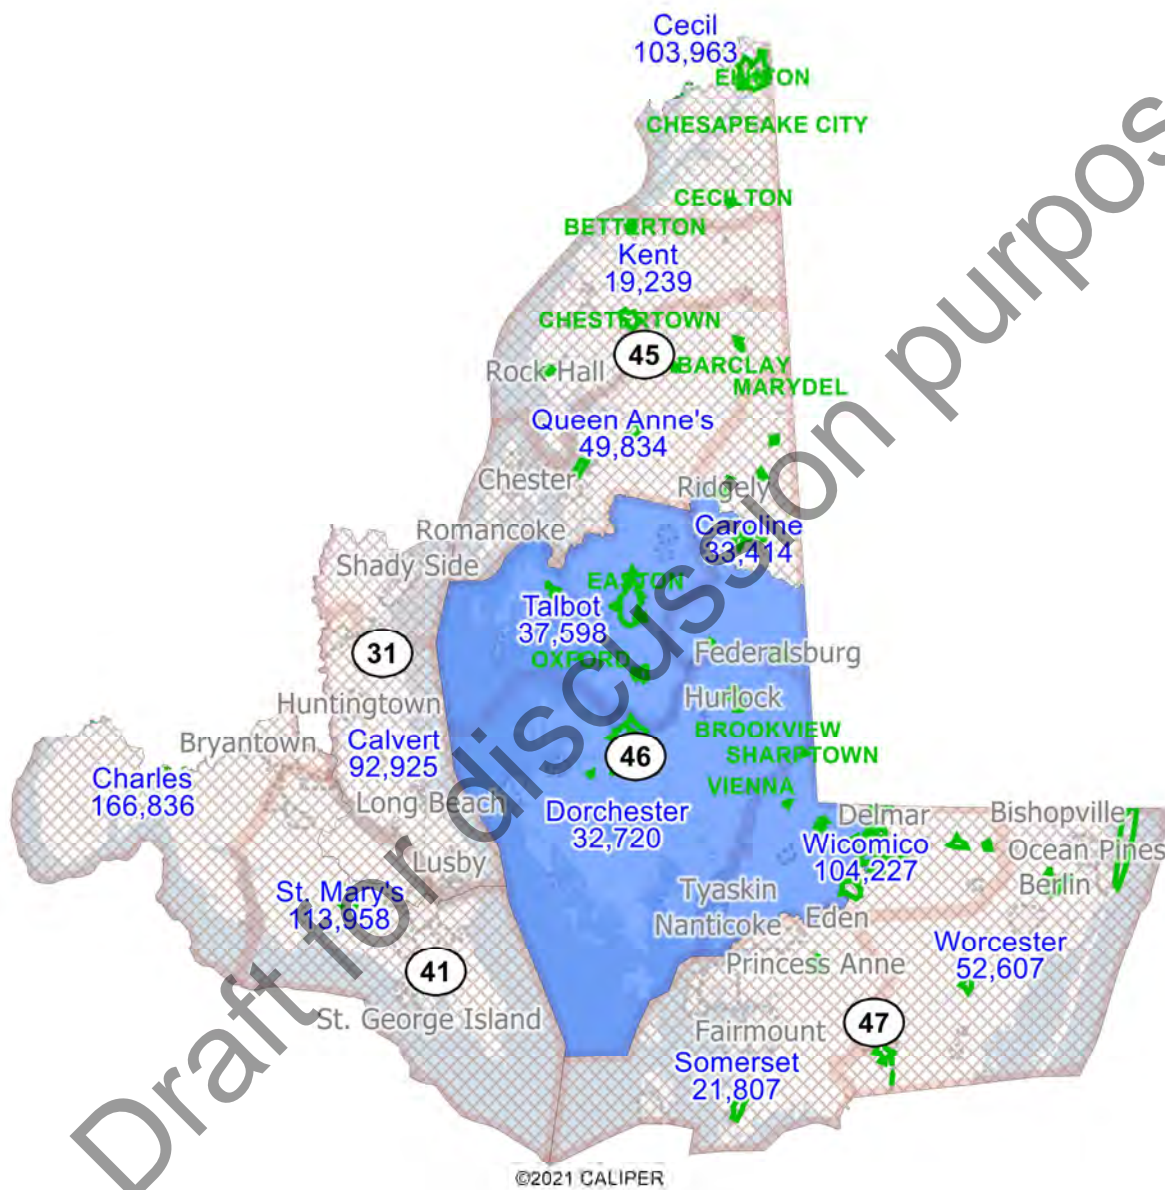 Cecil
103,963
ELKTON
CHESAPEAKE CITY
CECILTON
BETTERTON
Kent
19,239
CHESTERTOWN
45
Rock Hall
BARCLAY
MARYDEL
Queen Anne's
49,834
Chester
Ridgely
Romancoke
Caroline
33,414
Shady Side
EASTON
Talbot
37,598
31
OXFORD
Federalsburg
Huntingtown
Hurlock
Bryantown
Calvert
92,925
BROOKVIEW
SHARPTOWN
46
Charles
166,836
VIENNA
Long Beach
Dorchester
32,720
Delmar
Bishopville
Wicomico
104,227
Ocean Pines
Lusby
Berlin
St. Mary's
113,958
Tyaskin
Nanticoke
Eden
Worcester
52,607
Princess Anne
41
St. George Island
Fairmount
47
Somerset
21,807
Draft for discussion purpos
©2021 CALIPER